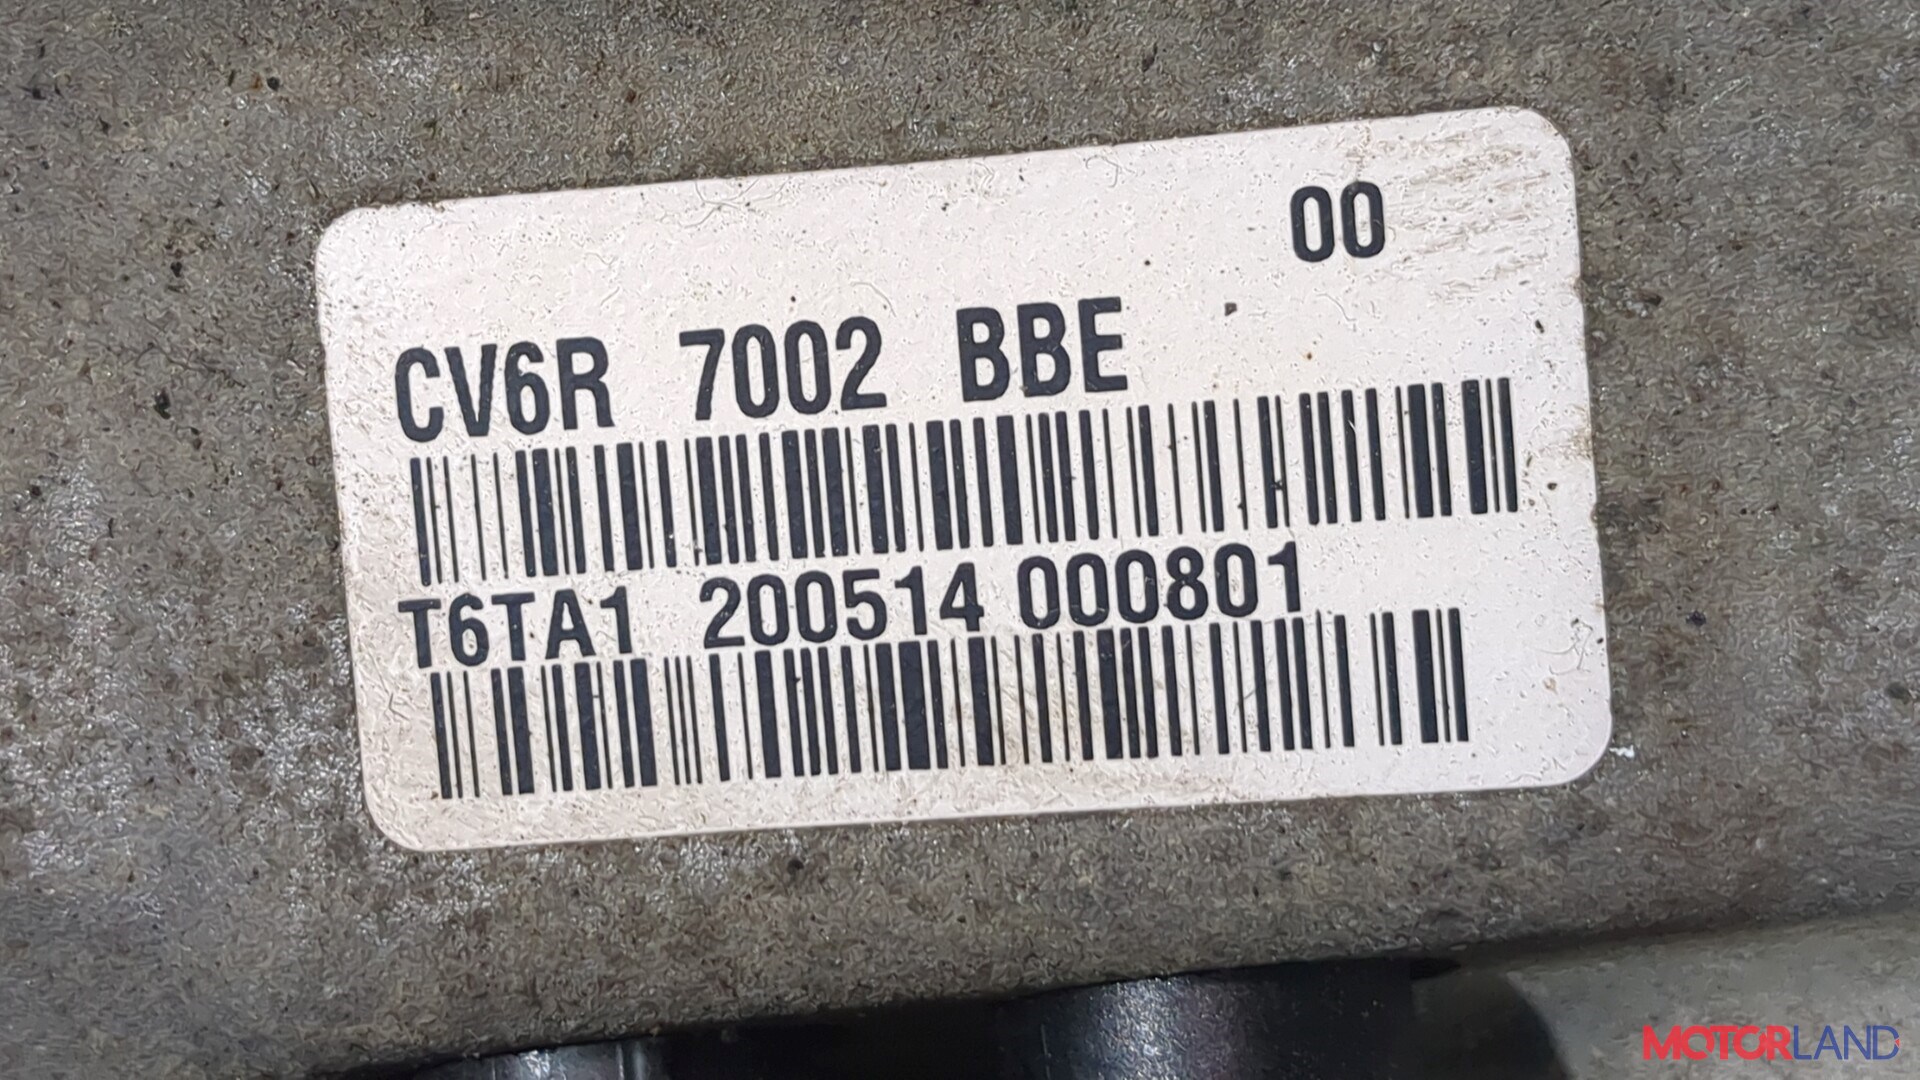 00
CV6R 7002 BBE
T6TA1 200514 000801
MOTORLAND